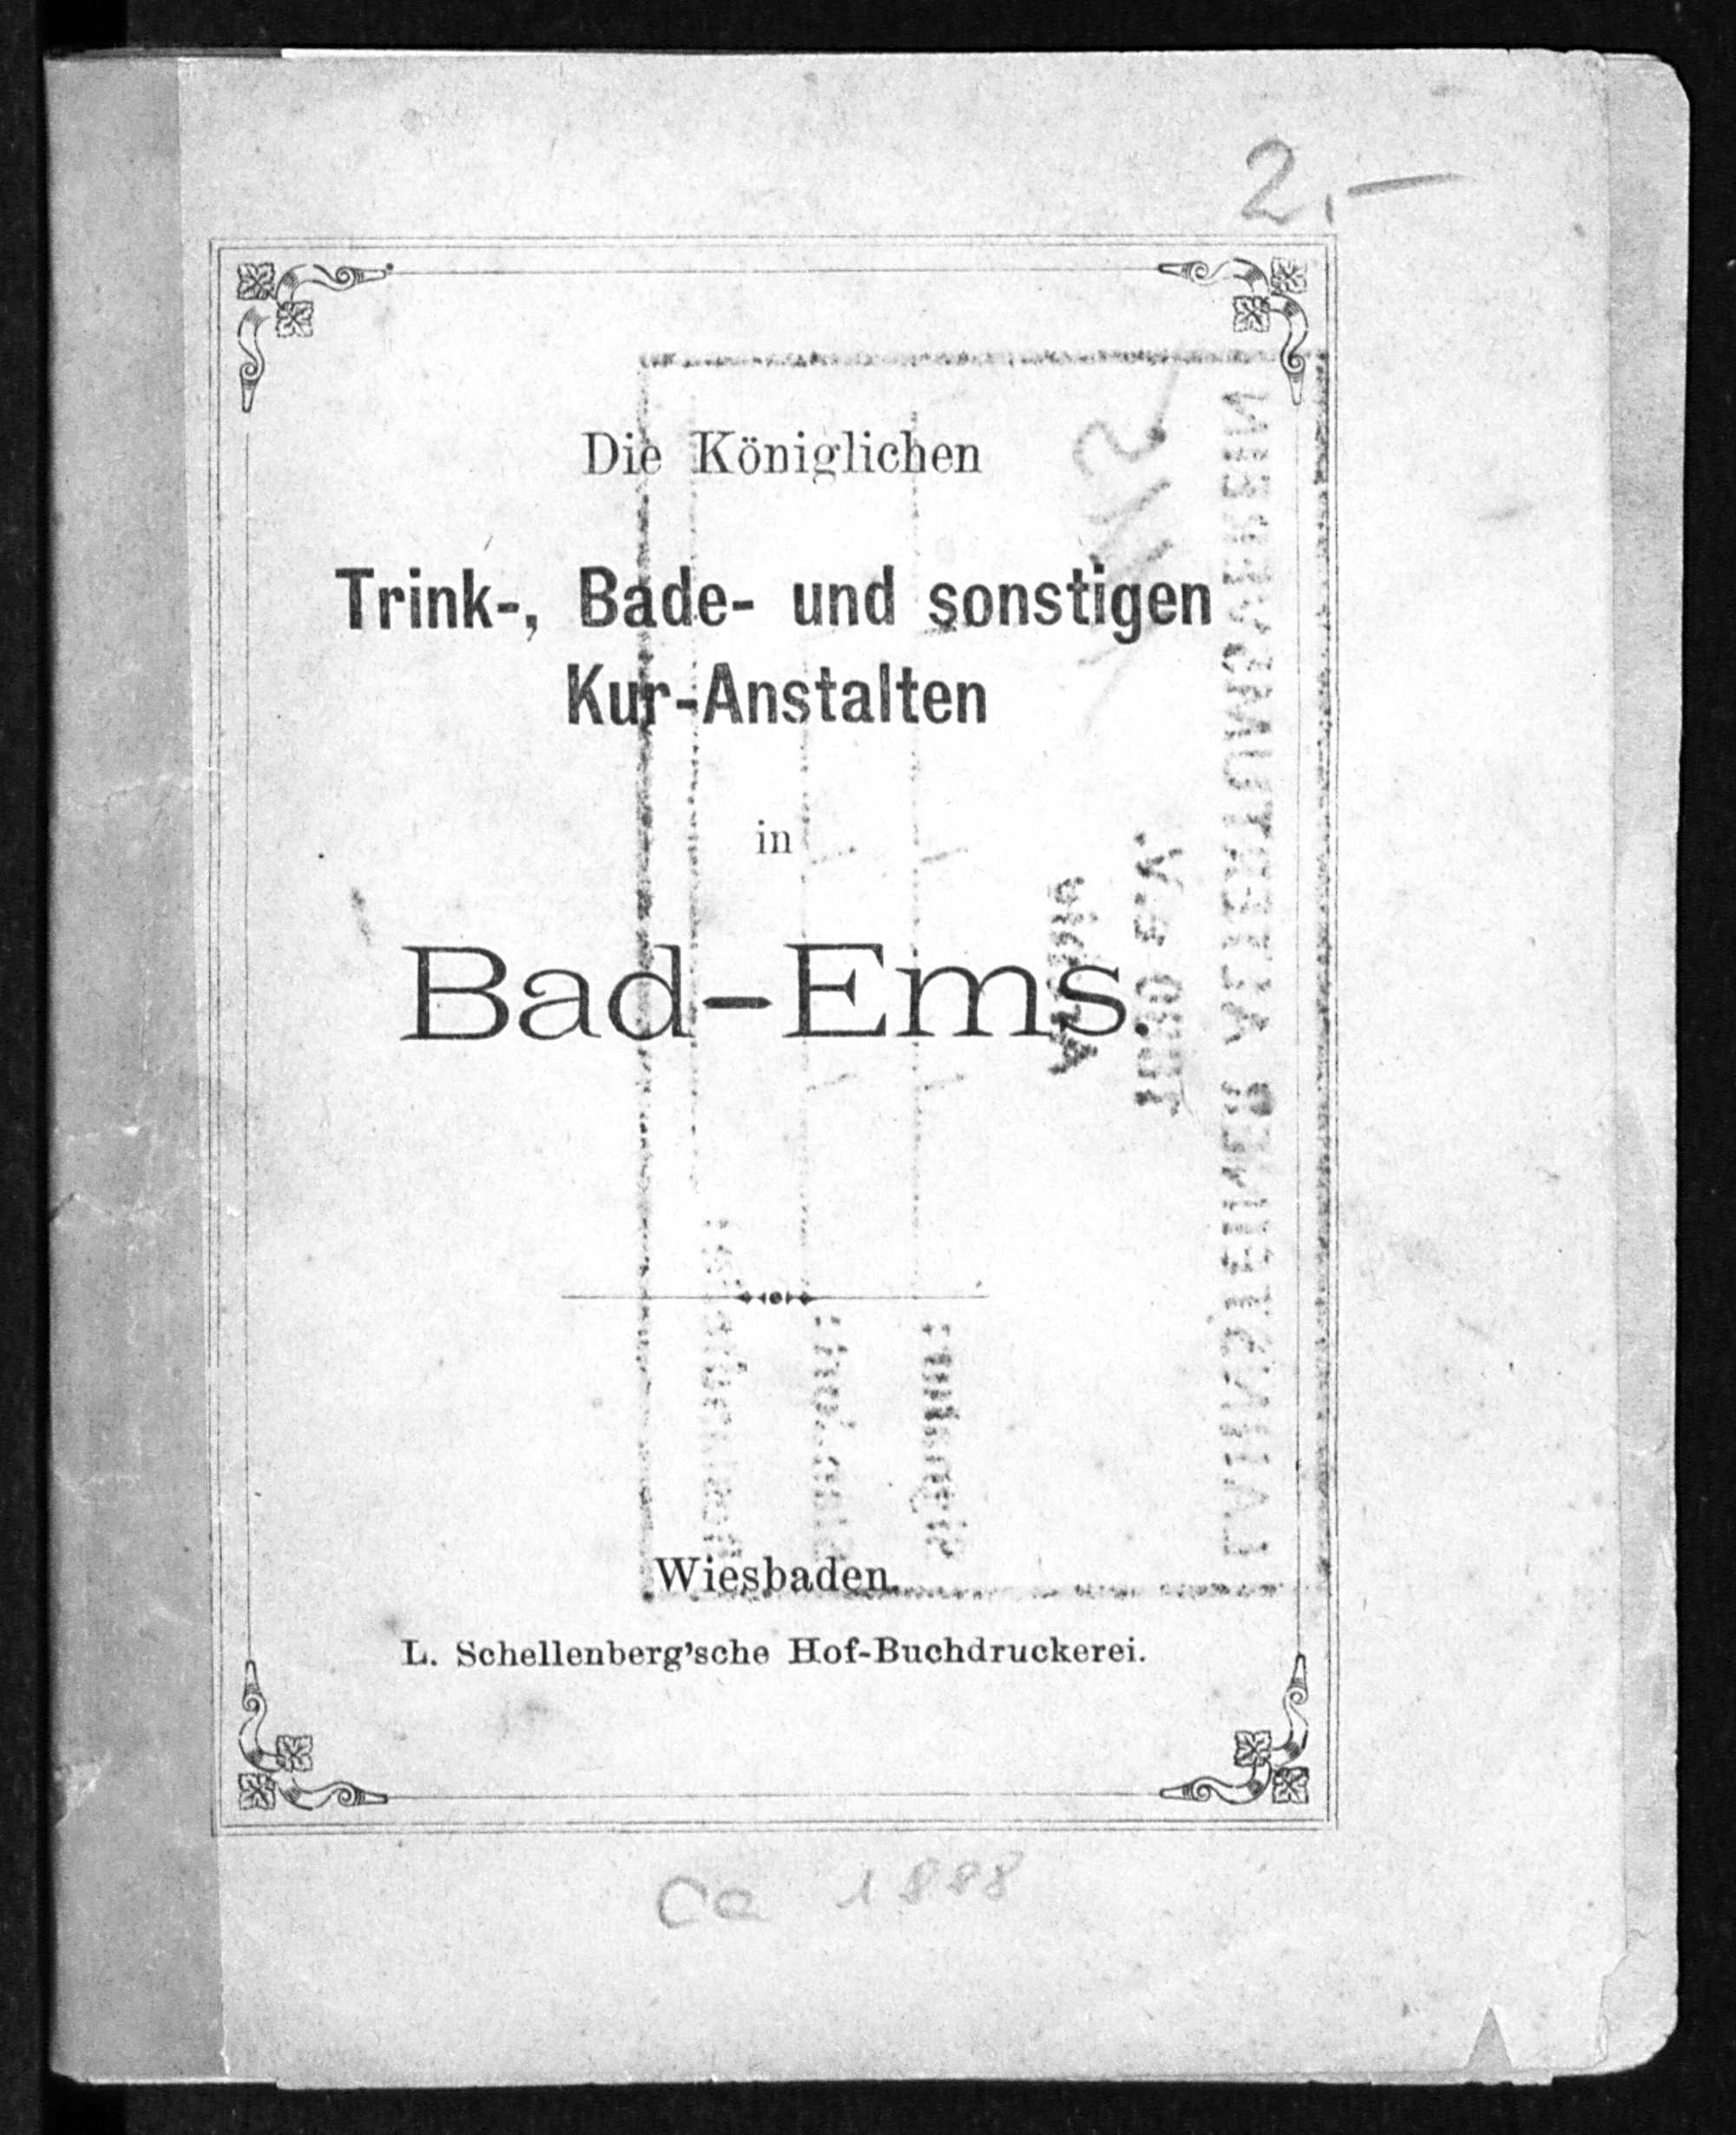 2,—
Die Königlichen
Trink-, Bade- und sonstigen
Kur-Anstalten
in
Bad-Ems.
Wiesbaden.
L. Schellenberg'sche Hof-Buchdruckerei.
ca 1888